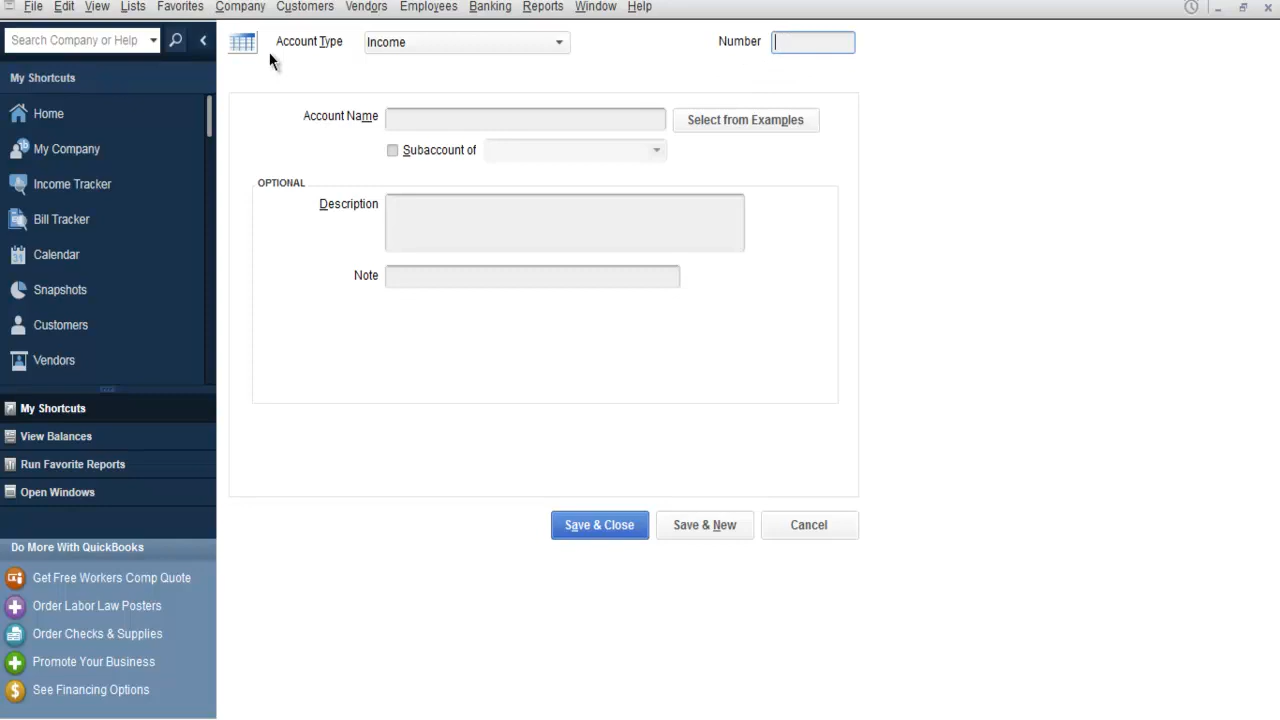 File Edit View Lists Favorites Company Customers Vendors Employees Banking Reports Window Help
Search Company or Help
My Shortcuts
Home
My Company
Income Tracker
Bill Tracker
Calendar
Snapshots
Customers
Vendors
My Shortcuts
View Balances
Run Favorite Reports
Open Windows
Do More With QuickBooks
Get Free Workers Comp Quote
Order Labor Law Posters
Order Checks & Supplies
Promote Your Business
See Financing Options
Account Type Income Number
Account Name Select from Examples
Subaccount of
OPTIONAL
Description
Note
Save & Close Save & New Cancel